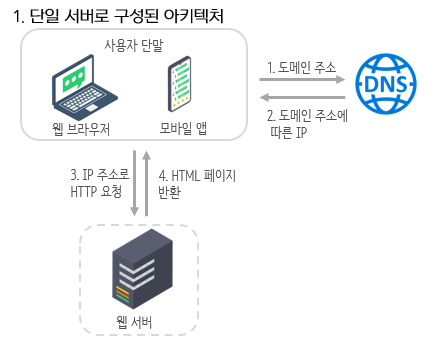 1. 단일 서버로 구성된 아키텍처
사용자 단말
웹 브라우저
모바일 앱
1. 도메인 주소
DNS
2. 도메인 주소에
따른 IP
3. IP 주소로
HTTP 요청
4. HTML 페이지
반환
웹 서버